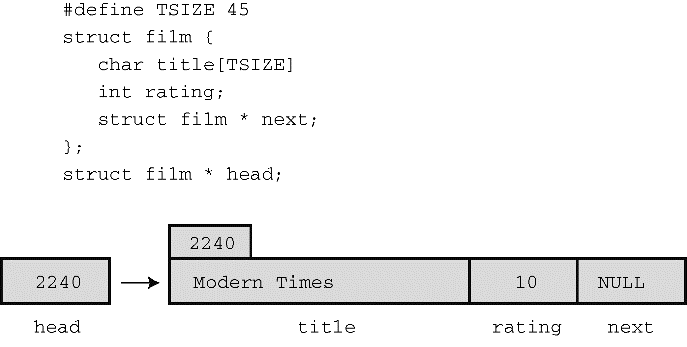 #define TSIZE 45
struct film {
char title[TSIZE]
int rating;
struct film * next;
};
struct film * head;
2240
2240 Modern Times 10 NULL
head title rating next